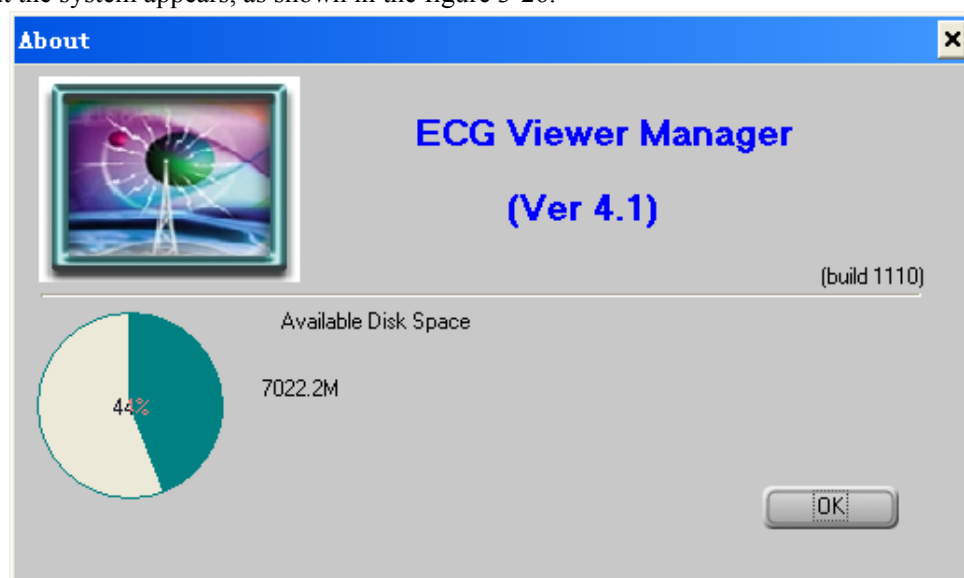 the system appears, as shown in the figure 3-20.
About
ECG Viewer Manager
(Ver 4.1)
(build 1110)
Available Disk Space
7022.2M
44%
OK